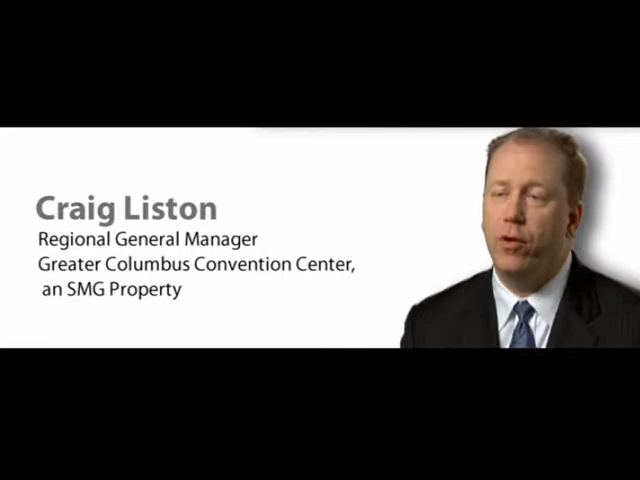 Craig Liston
Regional General Manager
Greater Columbus Convention Center,
an SMG Property